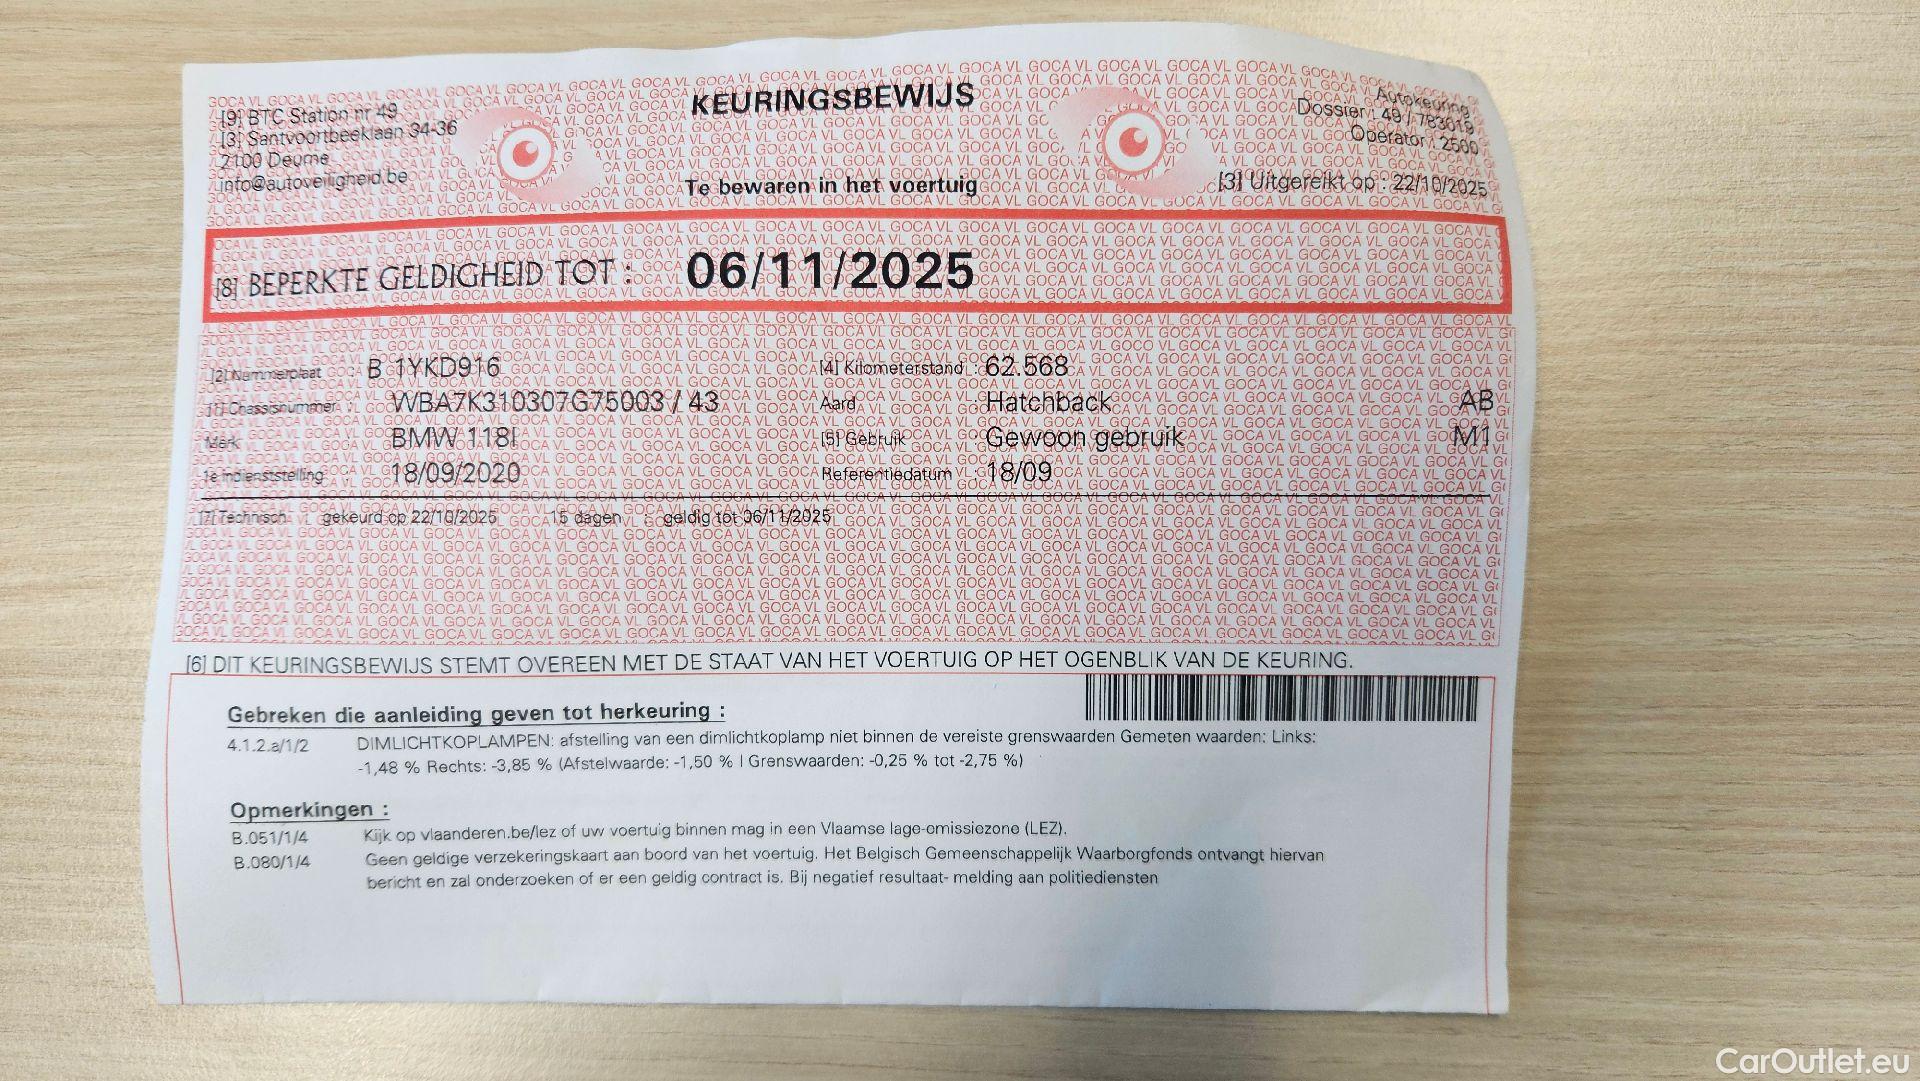 [9] BTC Station nr 49
[3] Santvoortbeeklaan 34-36
2100 Deurne
info@autoveiligheid.be
KEURINGSBEWIJS
Te bewaren in het voertuig
Autokeuring
Dossier : 49 / 783019
Operator : 2500
[3] Uitgereikt op : 22/10/2025
[8] BEPERKTE GELDIGHEID TOT : 06/11/2025
[2] Nummerplaat : B 1YKD916 [4] Kilometerstand : 62.568
[1] Chassisnummer : WBA7K310307G75003 / 43 Aard : Hatchback AB
Merk : BMW 118I [5] Gebruik : Gewoon gebruik M1
1e indienststelling : 18/09/2020 Referentiedatum : 18/09
[7] Technisch : gekeurd op 22/10/2025 15 dagen : geldig tot 06/11/2025
[6] DIT KEURINGSBEWIJS STEMT OVEREEN MET DE STAAT VAN HET VOERTUIG OP HET OGENBLIK VAN DE KEURING.
Gebreken die aanleiding geven tot herkeuring :
4.1.2.a/1/2 DIMLICHTKOPLAMPEN: afstelling van een dimlichtkoplamp niet binnen de vereiste grenswaarden Gemeten waarden: Links:
-1,48 % Rechts: -3,85 % (Afstelwaarde: -1,50 % | Grenswaarden: -0,25 % tot -2,75 %)
Opmerkingen :
B.051/1/4 Kijk op vlaanderen.be/lez of uw voertuig binnen mag in een Vlaamse lage-emissiezone (LEZ).
B.080/1/4 Geen geldige verzekeringskaart aan boord van het voertuig. Het Belgisch Gemeenschappelijk Waarborgfonds ontvangt hiervan
bericht en zal onderzoeken of er een geldig contract is. Bij negatief resultaat- melding aan politiediensten
CarOutlet.eu